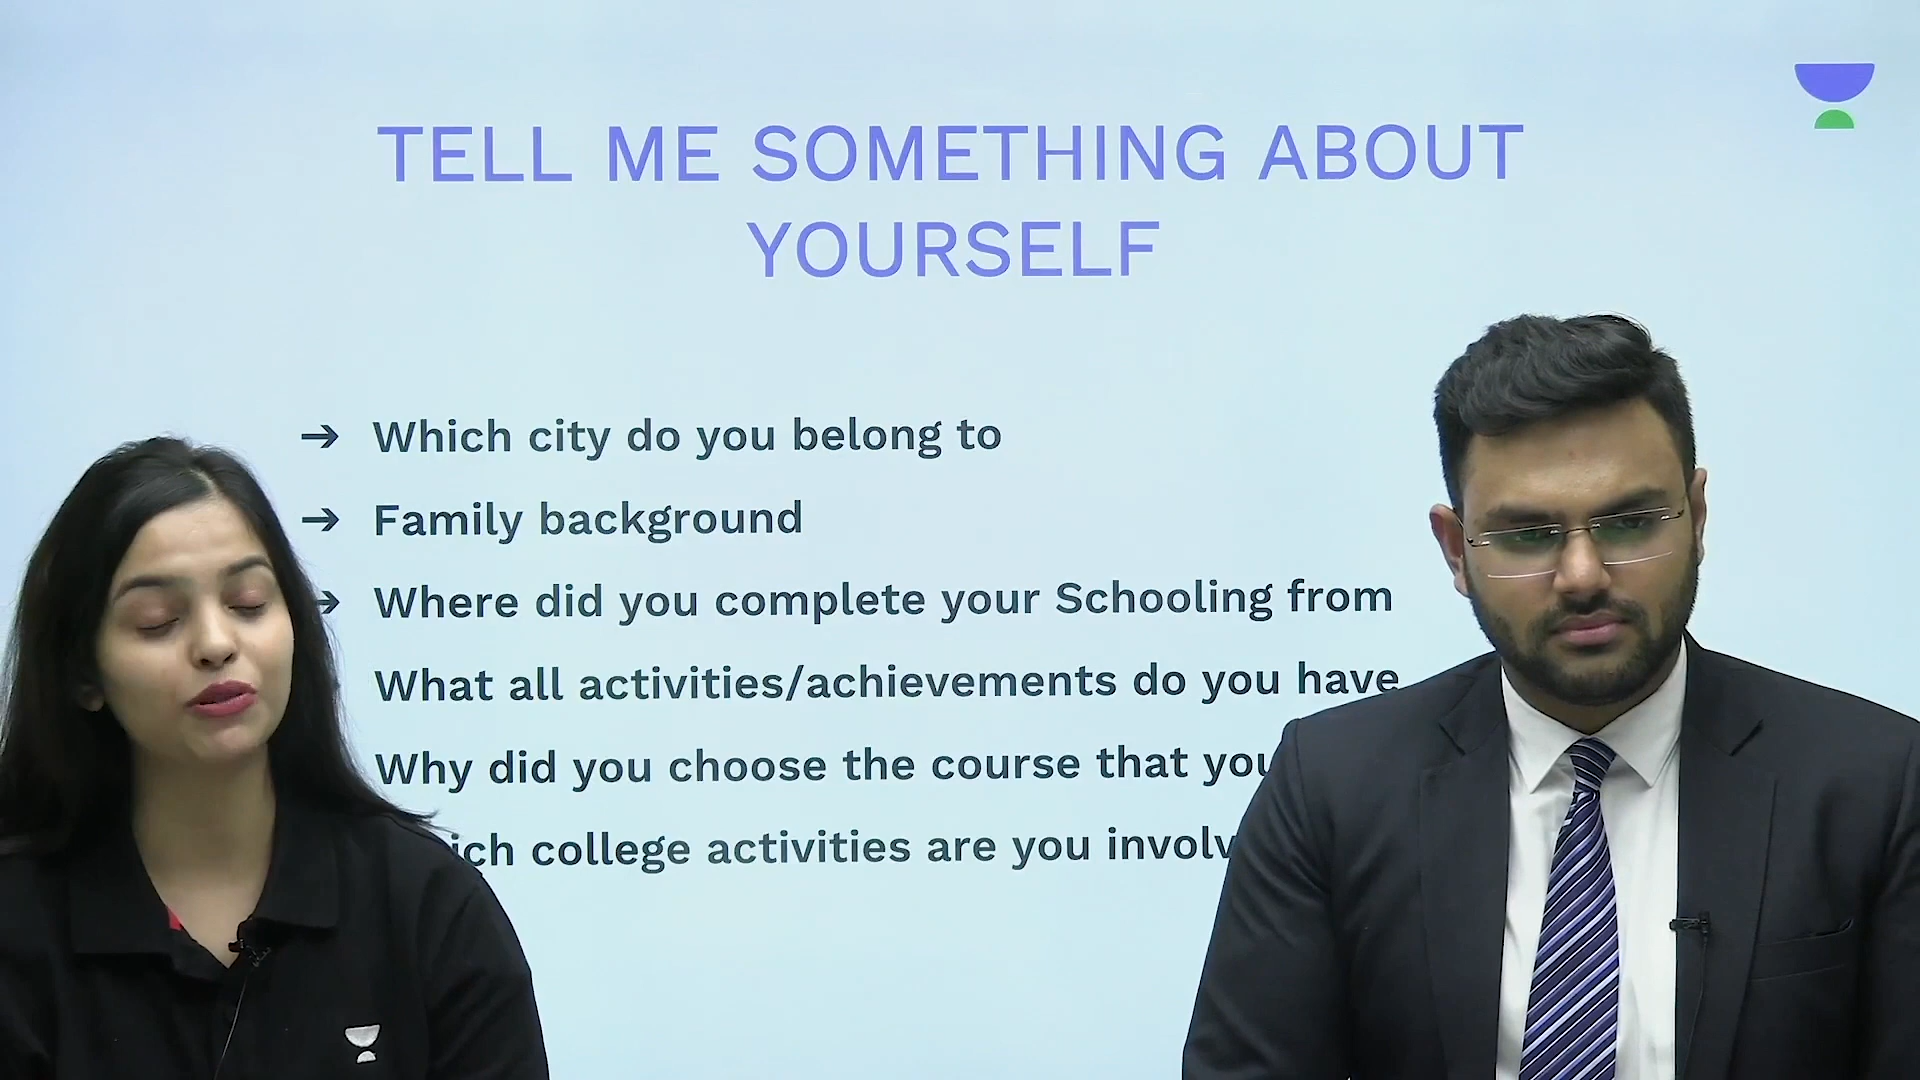 TELL ME SOMETHING ABOUT
YOURSELF
➔ Which city do you belong to
➔ Family background
➔ Where did you complete your Schooling from
What all activities/achievements do you have
Why did you choose the course that you
college activities are you